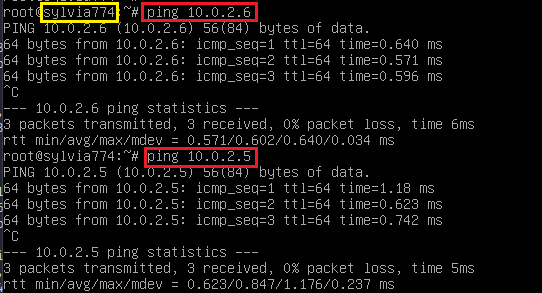 root@sylvia774:~# ping 10.0.2.6
PING 10.0.2.6 (10.0.2.6) 56(84) bytes of data.
64 bytes from 10.0.2.6: icmp_seq=1 ttl=64 time=0.640 ms
64 bytes from 10.0.2.6: icmp_seq=2 ttl=64 time=0.571 ms
64 bytes from 10.0.2.6: icmp_seq=3 ttl=64 time=0.596 ms
^C
--- 10.0.2.6 ping statistics ---
3 packets transmitted, 3 received, 0% packet loss, time 6ms
rtt min/avg/max/mdev = 0.571/0.602/0.640/0.034 ms
root@sylvia774:~# ping 10.0.2.5
PING 10.0.2.5 (10.0.2.5) 56(84) bytes of data.
64 bytes from 10.0.2.5: icmp_seq=1 ttl=64 time=1.18 ms
64 bytes from 10.0.2.5: icmp_seq=2 ttl=64 time=0.623 ms
64 bytes from 10.0.2.5: icmp_seq=3 ttl=64 time=0.742 ms
^C
--- 10.0.2.5 ping statistics ---
3 packets transmitted, 3 received, 0% packet loss, time 5ms
rtt min/avg/max/mdev = 0.623/0.847/1.176/0.237 ms